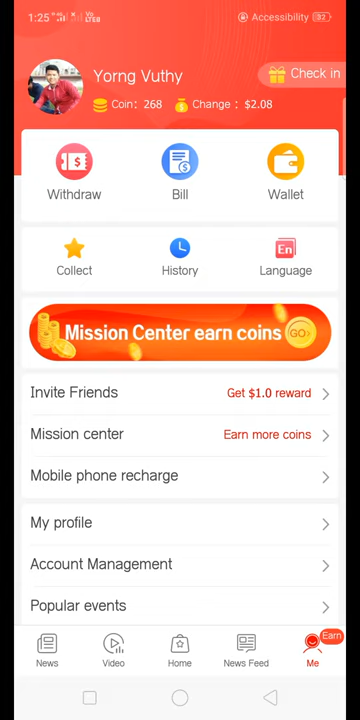 1:25
Accessibility
Yorng Vuthy
Check in
Coin: 268
Change : $2.08
Withdraw
Bill
Wallet
Collect
History
En
Language
Mission Center earn coins GO
Invite Friends
Get $1.0 reward
Mission center
Earn more coins
Mobile phone recharge
My profile
Account Management
Popular events
Earn
News
Video
Home
News Feed
Me